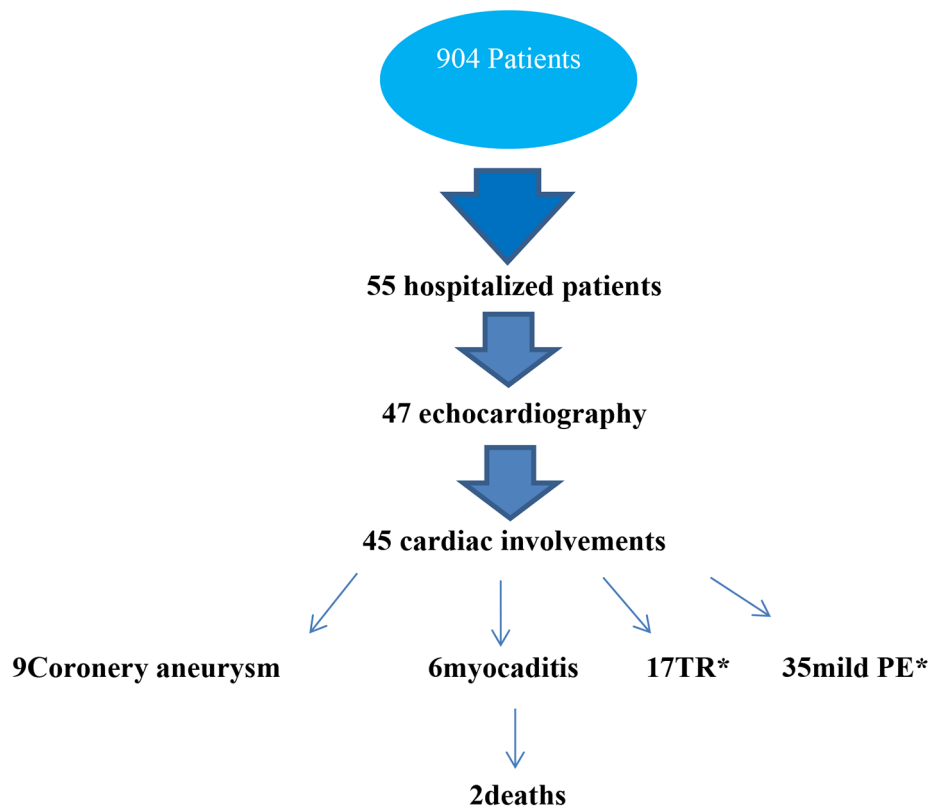 904 Patients
55 hospitalized patients
47 echocardiography
45 cardiac involvements
9Coronery aneurysm
6myocaditis
17TR*
35mild PE*
2deaths